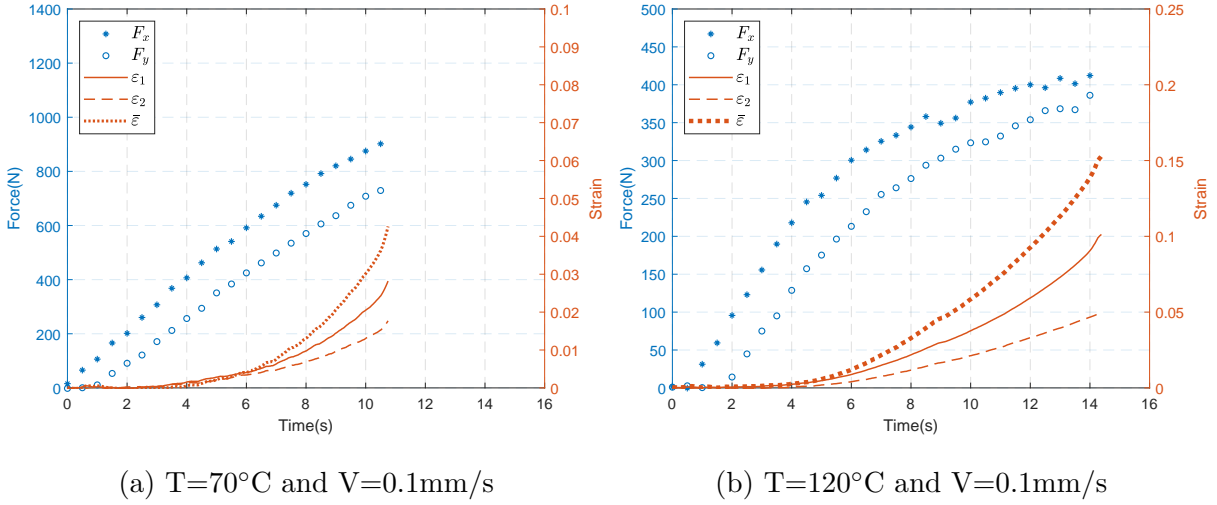 1400
1200
1000
800
600
400
200
0
Force(N)
F_x
F_y
ε_1
ε_2
ε̄
0.1
0.09
0.08
0.07
0.06
0.05
0.04
0.03
0.02
0.01
0
Strain
0 2 4 6 8 10 12 14 16
Time(s)
(a) T=70°C and V=0.1mm/s
500
450
400
350
300
250
200
150
100
50
0
Force(N)
F_x
F_y
ε_1
ε_2
ε̄
0.25
0.2
0.15
0.1
0.05
0
Strain
0 2 4 6 8 10 12 14 16
Time(s)
(b) T=120°C and V=0.1mm/s